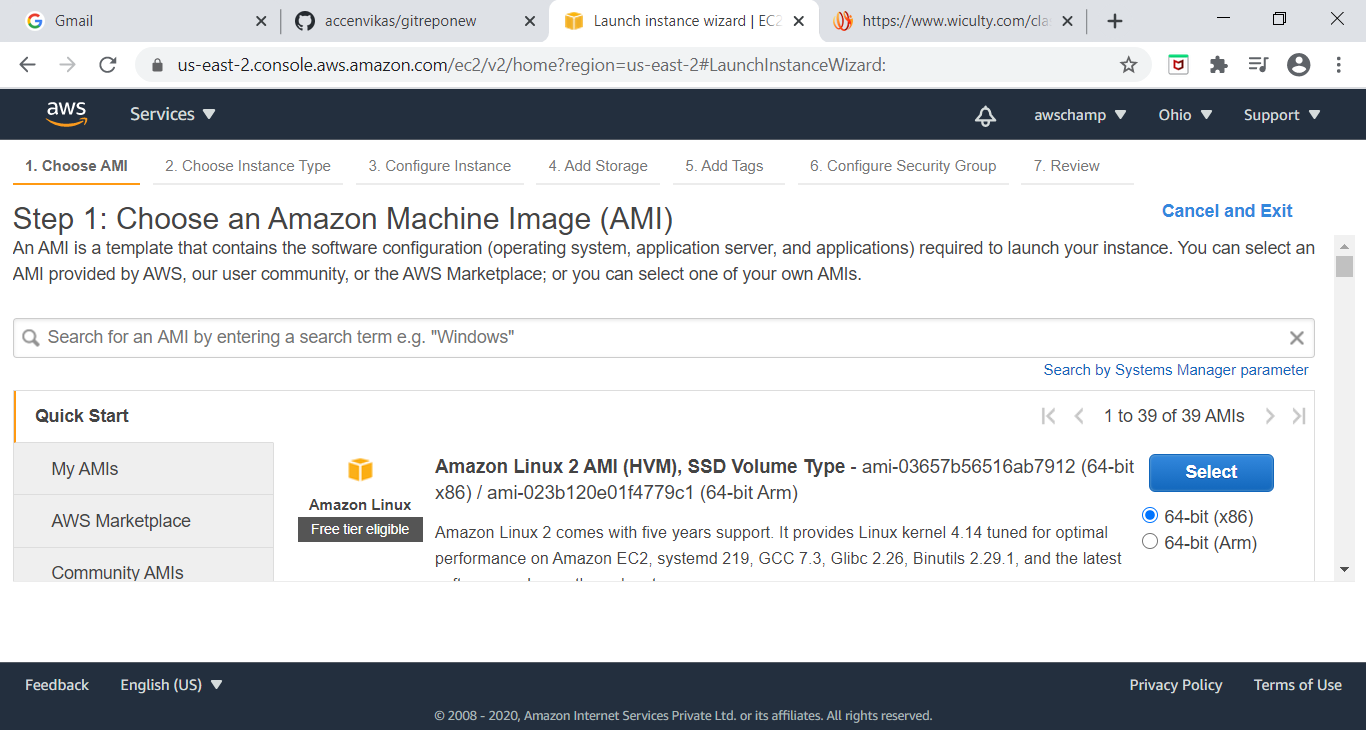 Gmail
accenvikas/gitreponew
Launch instance wizard | EC2
https://www.wiculty.com/cla
us-east-2.console.aws.amazon.com/ec2/v2/home?region=us-east-2#LaunchInstanceWizard:
aws
Services
awschamp
Ohio
Support
1. Choose AMI
2. Choose Instance Type
3. Configure Instance
4. Add Storage
5. Add Tags
6. Configure Security Group
7. Review
Step 1: Choose an Amazon Machine Image (AMI)
Cancel and Exit
An AMI is a template that contains the software configuration (operating system, application server, and applications) required to launch your instance. You can select an
AMI provided by AWS, our user community, or the AWS Marketplace; or you can select one of your own AMIs.
Search for an AMI by entering a search term e.g. "Windows"
Search by Systems Manager parameter
Quick Start
1 to 39 of 39 AMIs
My AMIs
AWS Marketplace
Community AMIs
Amazon Linux
Free tier eligible
Amazon Linux 2 AMI (HVM), SSD Volume Type - ami-03657b56516ab7912 (64-bit
x86) / ami-023b120e01f4779c1 (64-bit Arm)
Amazon Linux 2 comes with five years support. It provides Linux kernel 4.14 tuned for optimal
performance on Amazon EC2, systemd 219, GCC 7.3, Glibc 2.26, Binutils 2.29.1, and the latest
Select
64-bit (x86)
64-bit (Arm)
Feedback
English (US)
Privacy Policy
Terms of Use
© 2008 - 2020, Amazon Internet Services Private Ltd. or its affiliates. All rights reserved.